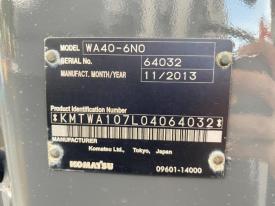 MODEL WA40-6N0
SERIAL NO. 64032
MANUFACT. MONTH/YEAR 11/2013
Product Identification Number
*KMTWA107L04064032*
MANUFACTURER
Komatsu Ltd. Tokyo, Japan
KOMATSU
09601-14000